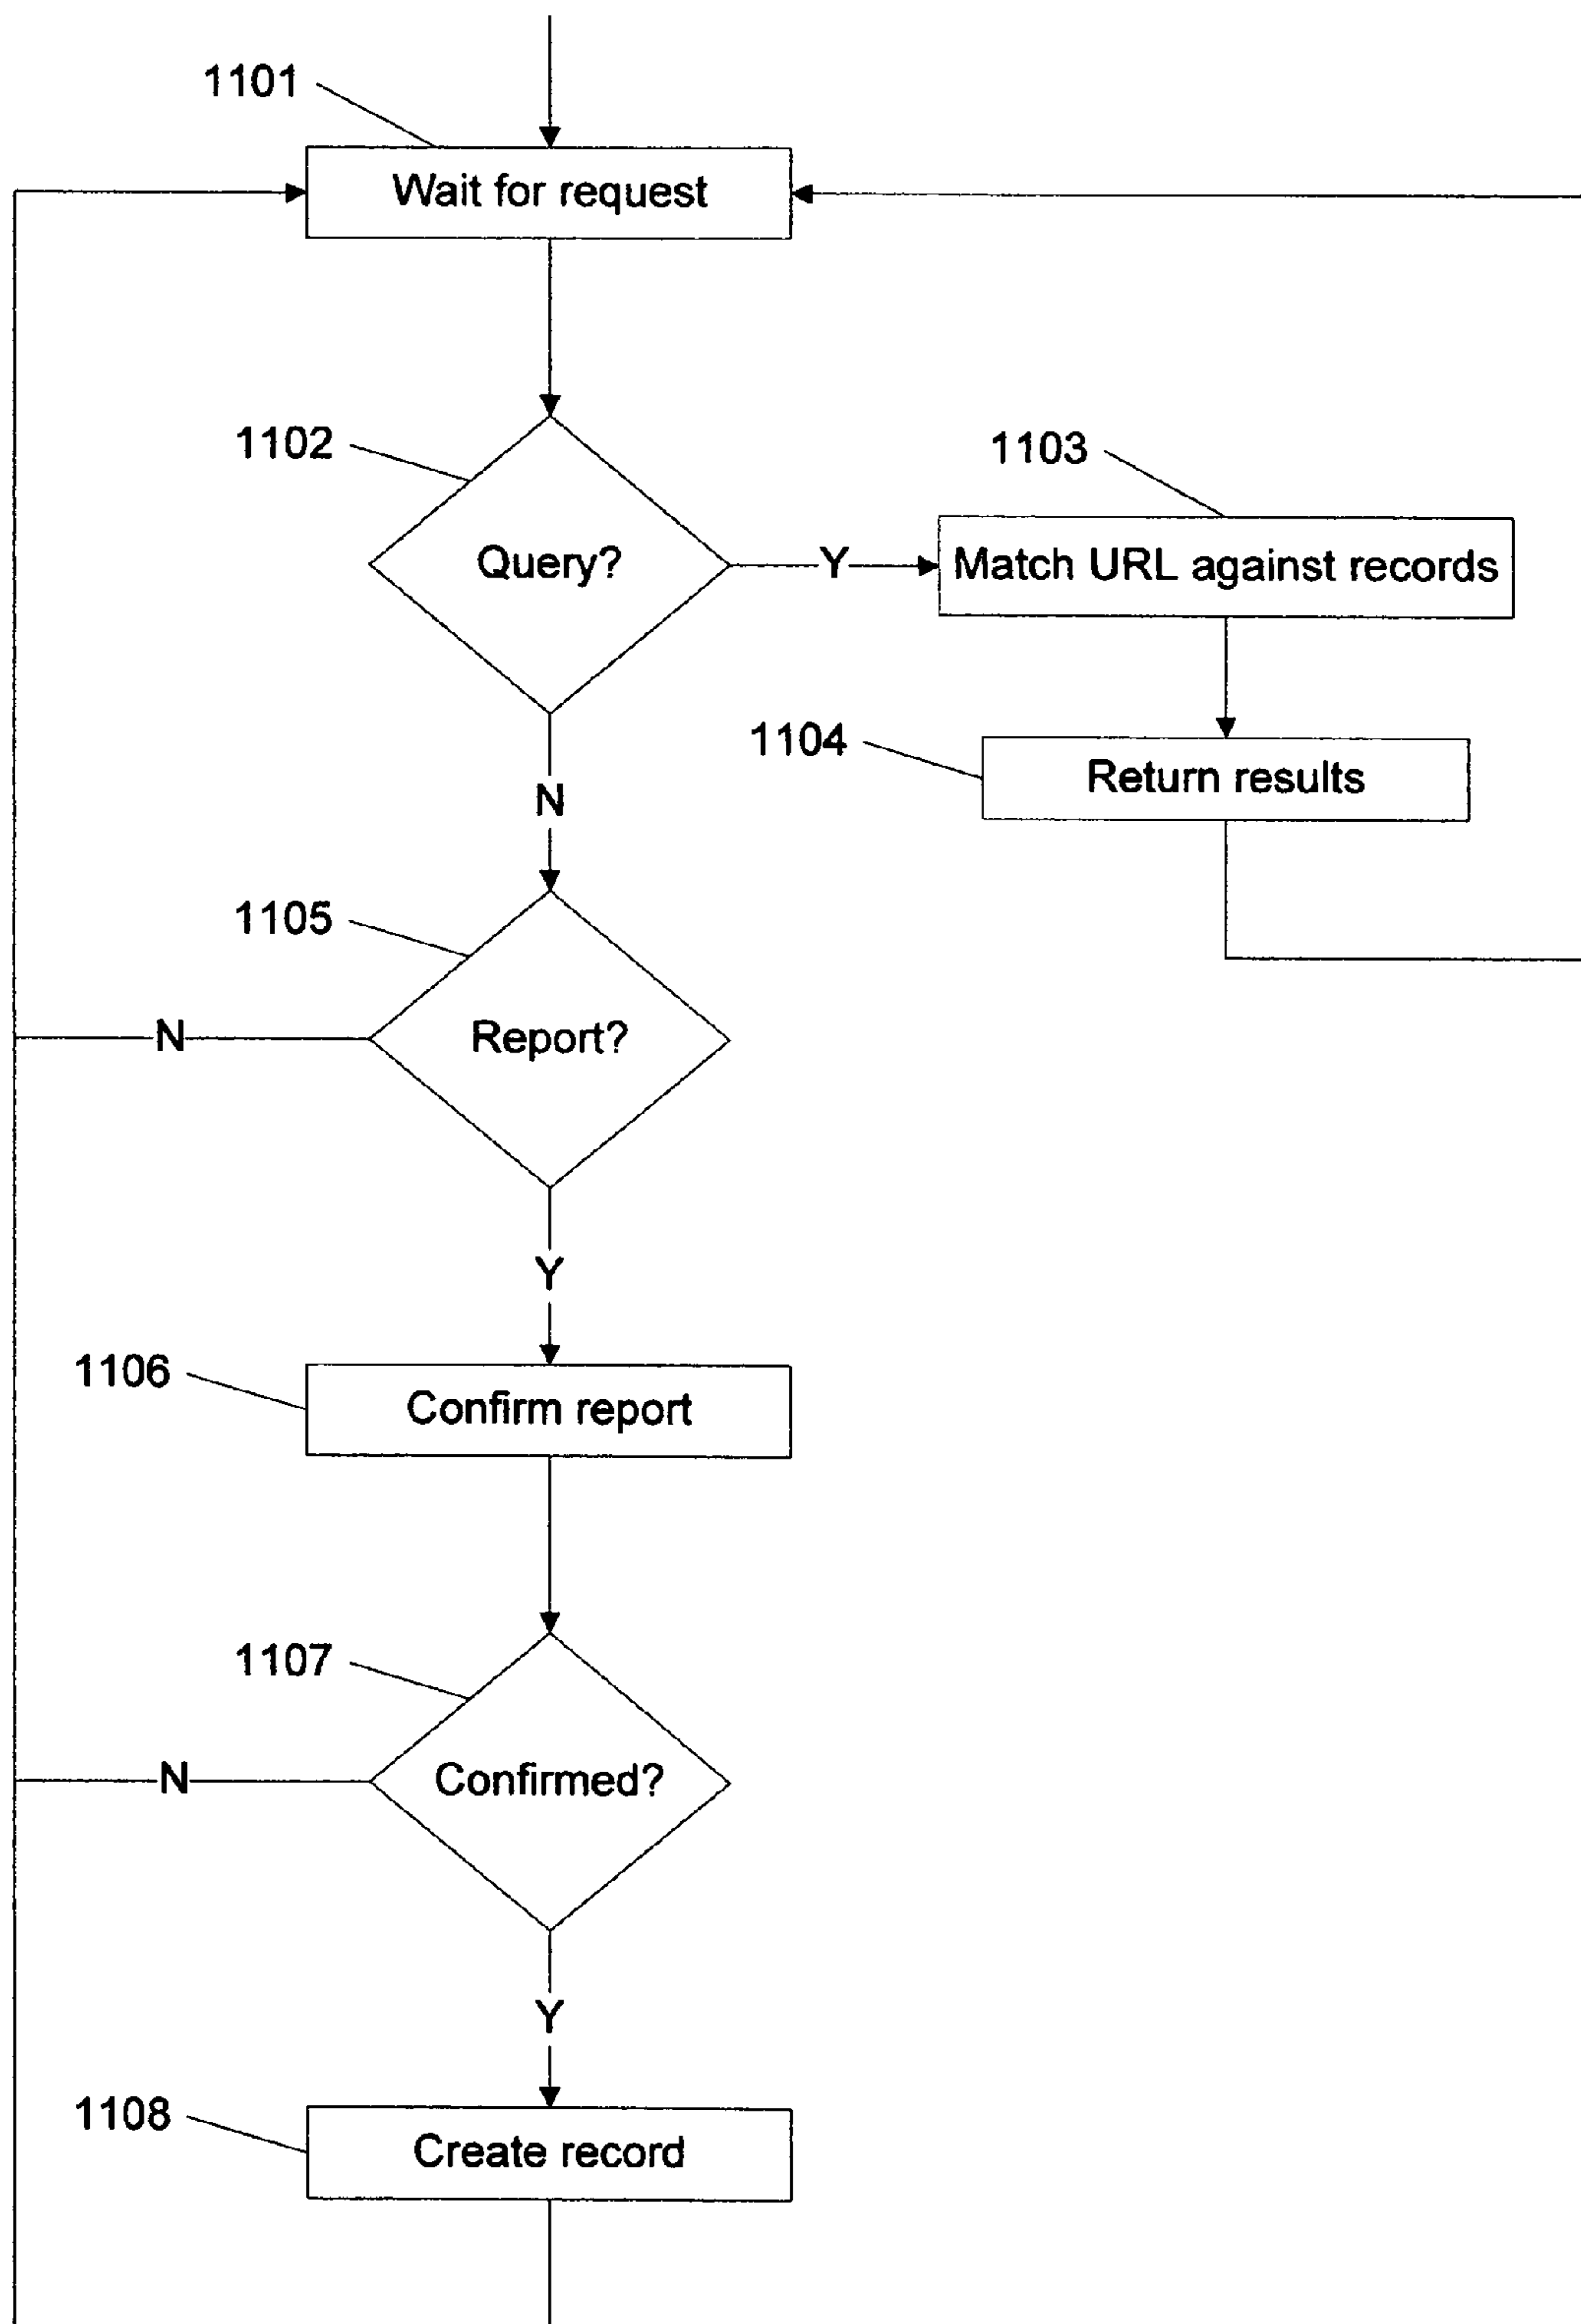 1101
Wait for request
1102
Query?
Y
1103
Match URL against records
1104
Return results
N
1105
Report?
N
Y
1106
Confirm report
1107
Confirmed?
N
Y
1108
Create record